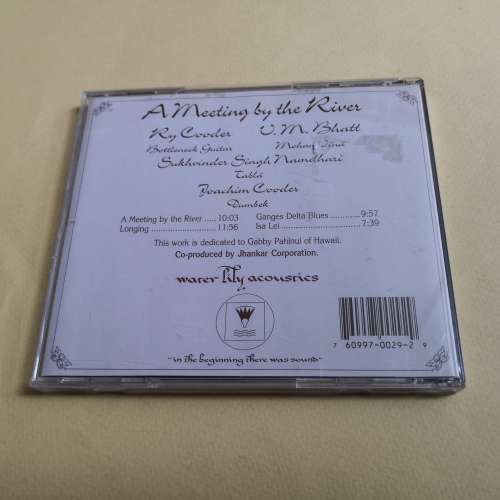 A Meeting by the River
Ry Cooder V. M. Bhatt
Bottleneck Guitar Mohan Vina
Sukhvinder Singh Namdhari
Tabla
Joachim Cooder
Dumbek
A Meeting by the River .... 10:03 Ganges Delta Blues ............ 9:57
Longing ............................ 11:56 Isa Lei ................................ 7:39
This work is dedicated to Gabby Pahinui of Hawaii.
Co-produced by Jhankar Corporation.
water lily acoustics
"in the beginning there was sound"
7 60997-0029-2 9